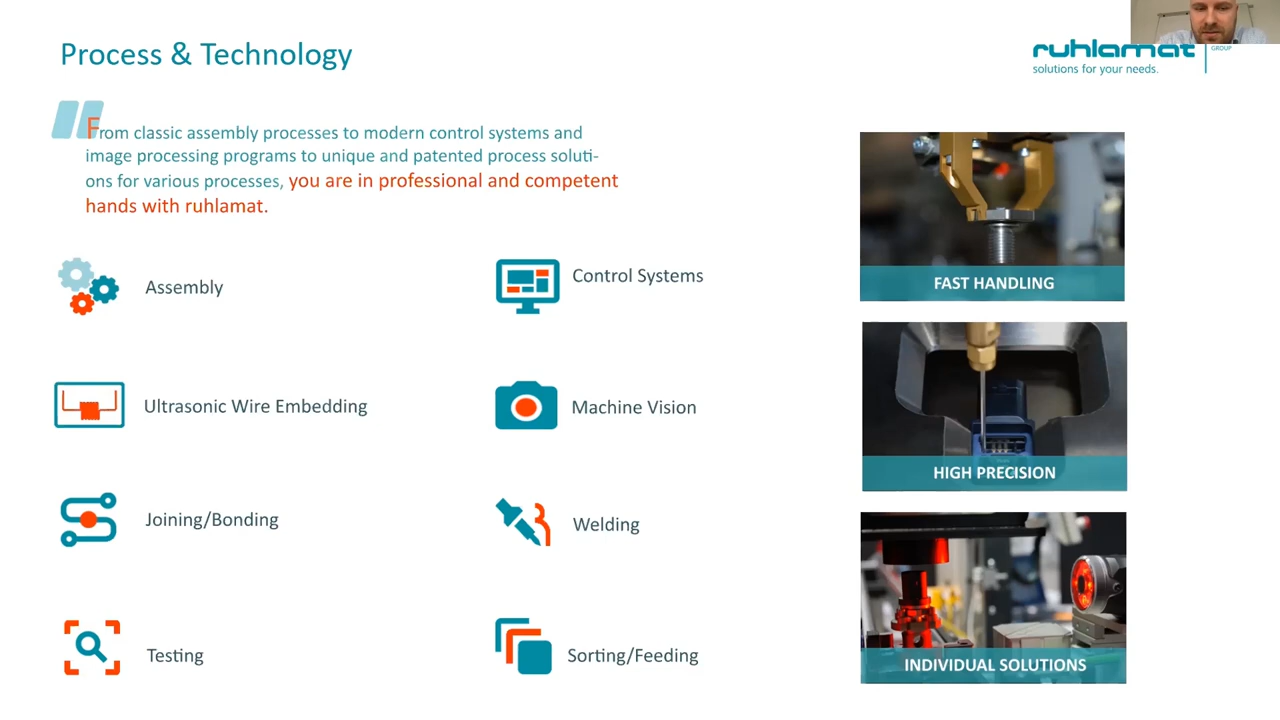 Process & Technology
ruhlamat
GROUP
solutions for your needs.
From classic assembly processes to modern control systems and
image processing programs to unique and patented process soluti-
ons for various processes, you are in professional and competent
hands with ruhlamat.
Assembly
Control Systems
Ultrasonic Wire Embedding
Machine Vision
Joining/Bonding
Welding
Testing
Sorting/Feeding
FAST HANDLING
HIGH PRECISION
INDIVIDUAL SOLUTIONS